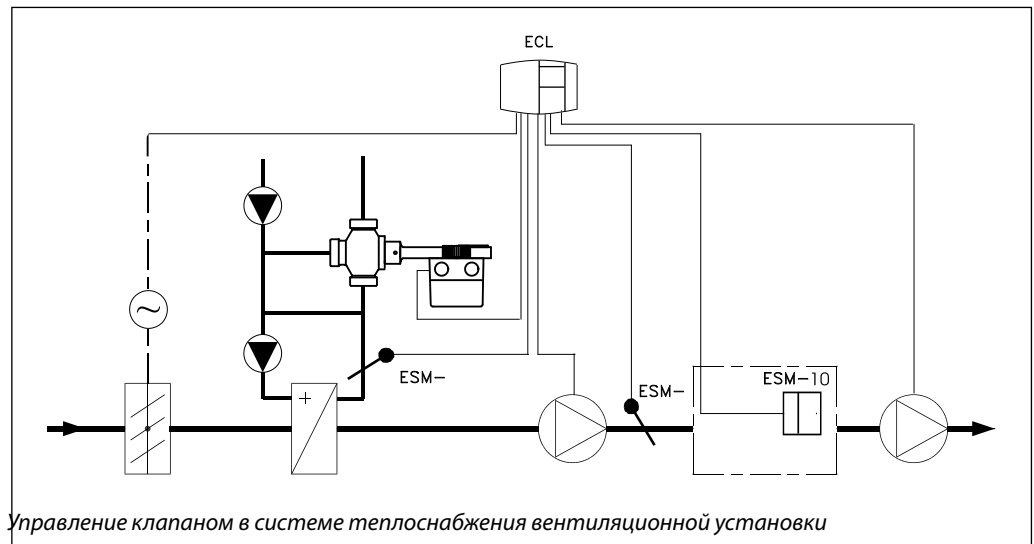 ECL
ESM-
ESM-
ESM-10
+
Управление клапаном в системе теплоснабжения вентиляционной установки